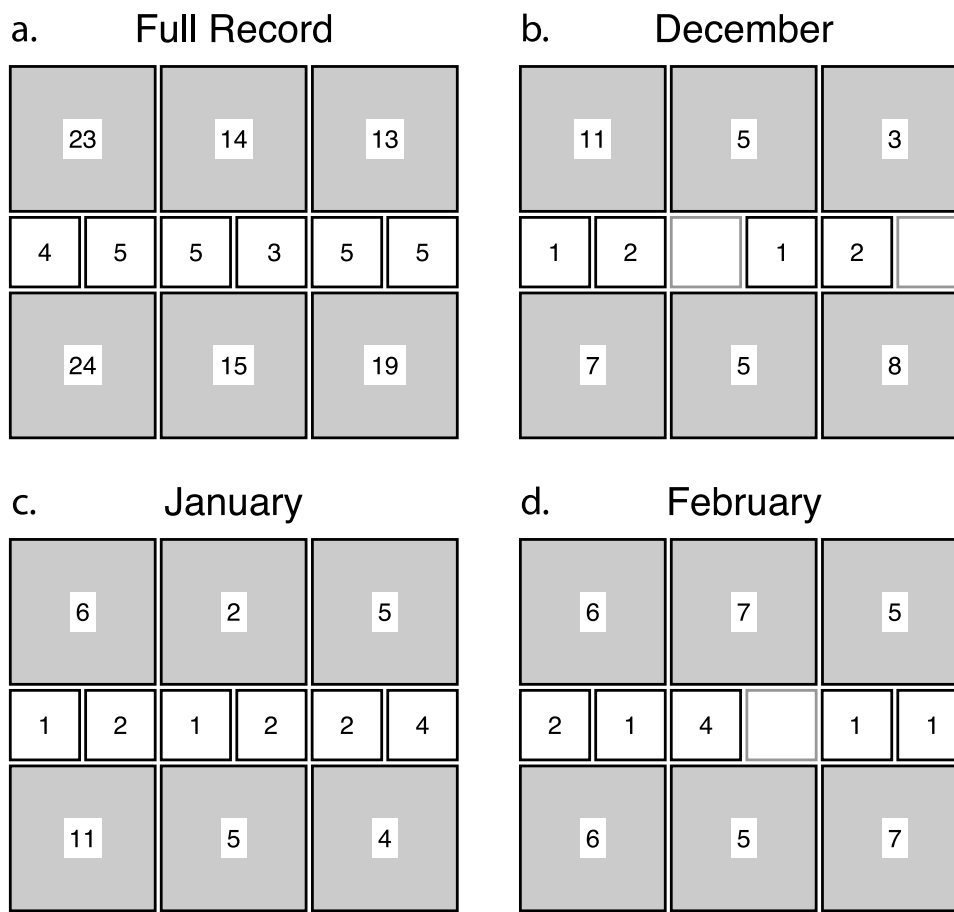 a. Full Record
23 14 13
4 5 5 3 5 5
24 15 19
b. December
11 5 3
1 2 1 2
7 5 8
c. January
6 2 5
1 2 1 2 2 4
11 5 4
d. February
6 7 5
2 1 4 1 1
6 5 7